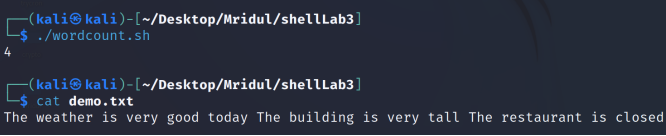 ┌──(kali㉿kali)-[~/Desktop/Mridul/shellLab3]
└─$ ./wordcount.sh
4
┌──(kali㉿kali)-[~/Desktop/Mridul/shellLab3]
└─$ cat demo.txt
The weather is very good today The building is very tall The restaurant is closed